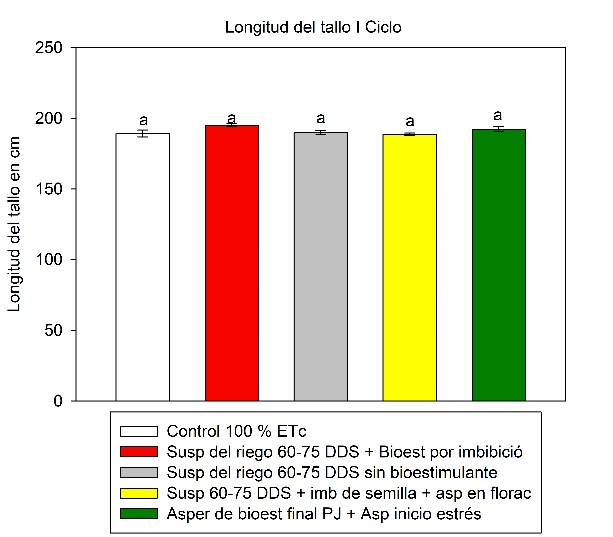 Longitud del tallo I Ciclo
250
200
150
100
50
0
Longitud del tallo en cm
a a a a a
Control 100 % ETc
Susp del riego 60-75 DDS + Bioest por imbibició
Susp del riego 60-75 DDS sin bioestimulante
Susp 60-75 DDS + imb de semilla + asp en florac
Asper de bioest final PJ + Asp inicio estrés